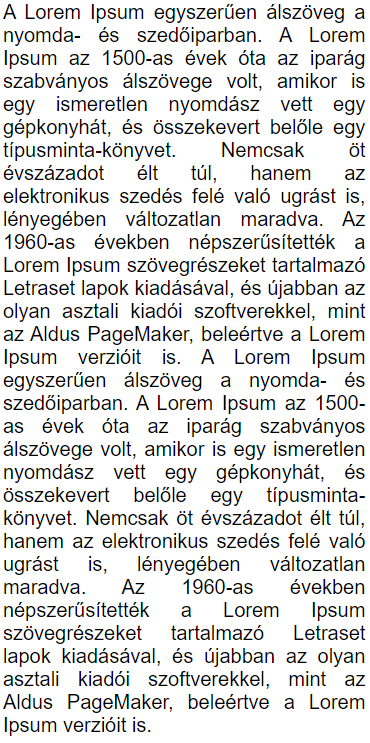 A Lorem Ipsum egyszerűen álszöveg a
nyomda- és szedőiparban. A Lorem
Ipsum az 1500-as évek óta az iparág
szabványos álszövege volt, amikor is
egy ismeretlen nyomdász vett egy
gépkonyhát, és összekevert belőle egy
típusminta-könyvet. Nemcsak öt
évszázadot élt túl, hanem az
elektronikus szedés felé való ugrást is,
lényegében változatlan maradva. Az
1960-as években népszerűsítették a
Lorem Ipsum szövegrészeket tartalmazó
Letraset lapok kiadásával, és újabban az
olyan asztali kiadói szoftverekkel, mint
az Aldus PageMaker, beleértve a Lorem
Ipsum verzióit is. A Lorem Ipsum
egyszerűen álszöveg a nyomda- és
szedőiparban. A Lorem Ipsum az 1500-
as évek óta az iparág szabványos
álszövege volt, amikor is egy ismeretlen
nyomdász vett egy gépkonyhát, és
összekevert belőle egy típusminta-
könyvet. Nemcsak öt évszázadot élt túl,
hanem az elektronikus szedés felé való
ugrást is, lényegében változatlan
maradva. Az 1960-as években
népszerűsítették a Lorem Ipsum
szövegrészeket tartalmazó Letraset
lapok kiadásával, és újabban az olyan
asztali kiadói szoftverekkel, mint az
Aldus PageMaker, beleértve a Lorem
Ipsum verzióit is.